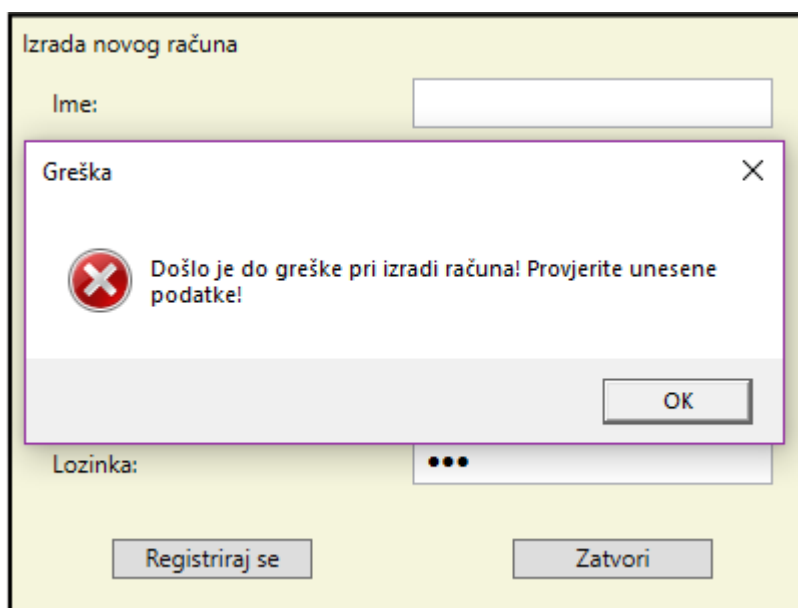 Izrada novog računa
Ime:
Greška
Došlo je do greške pri izradi računa! Provjerite unesene
podatke!
OK
Lozinka:
●●●
Registriraj se
Zatvori